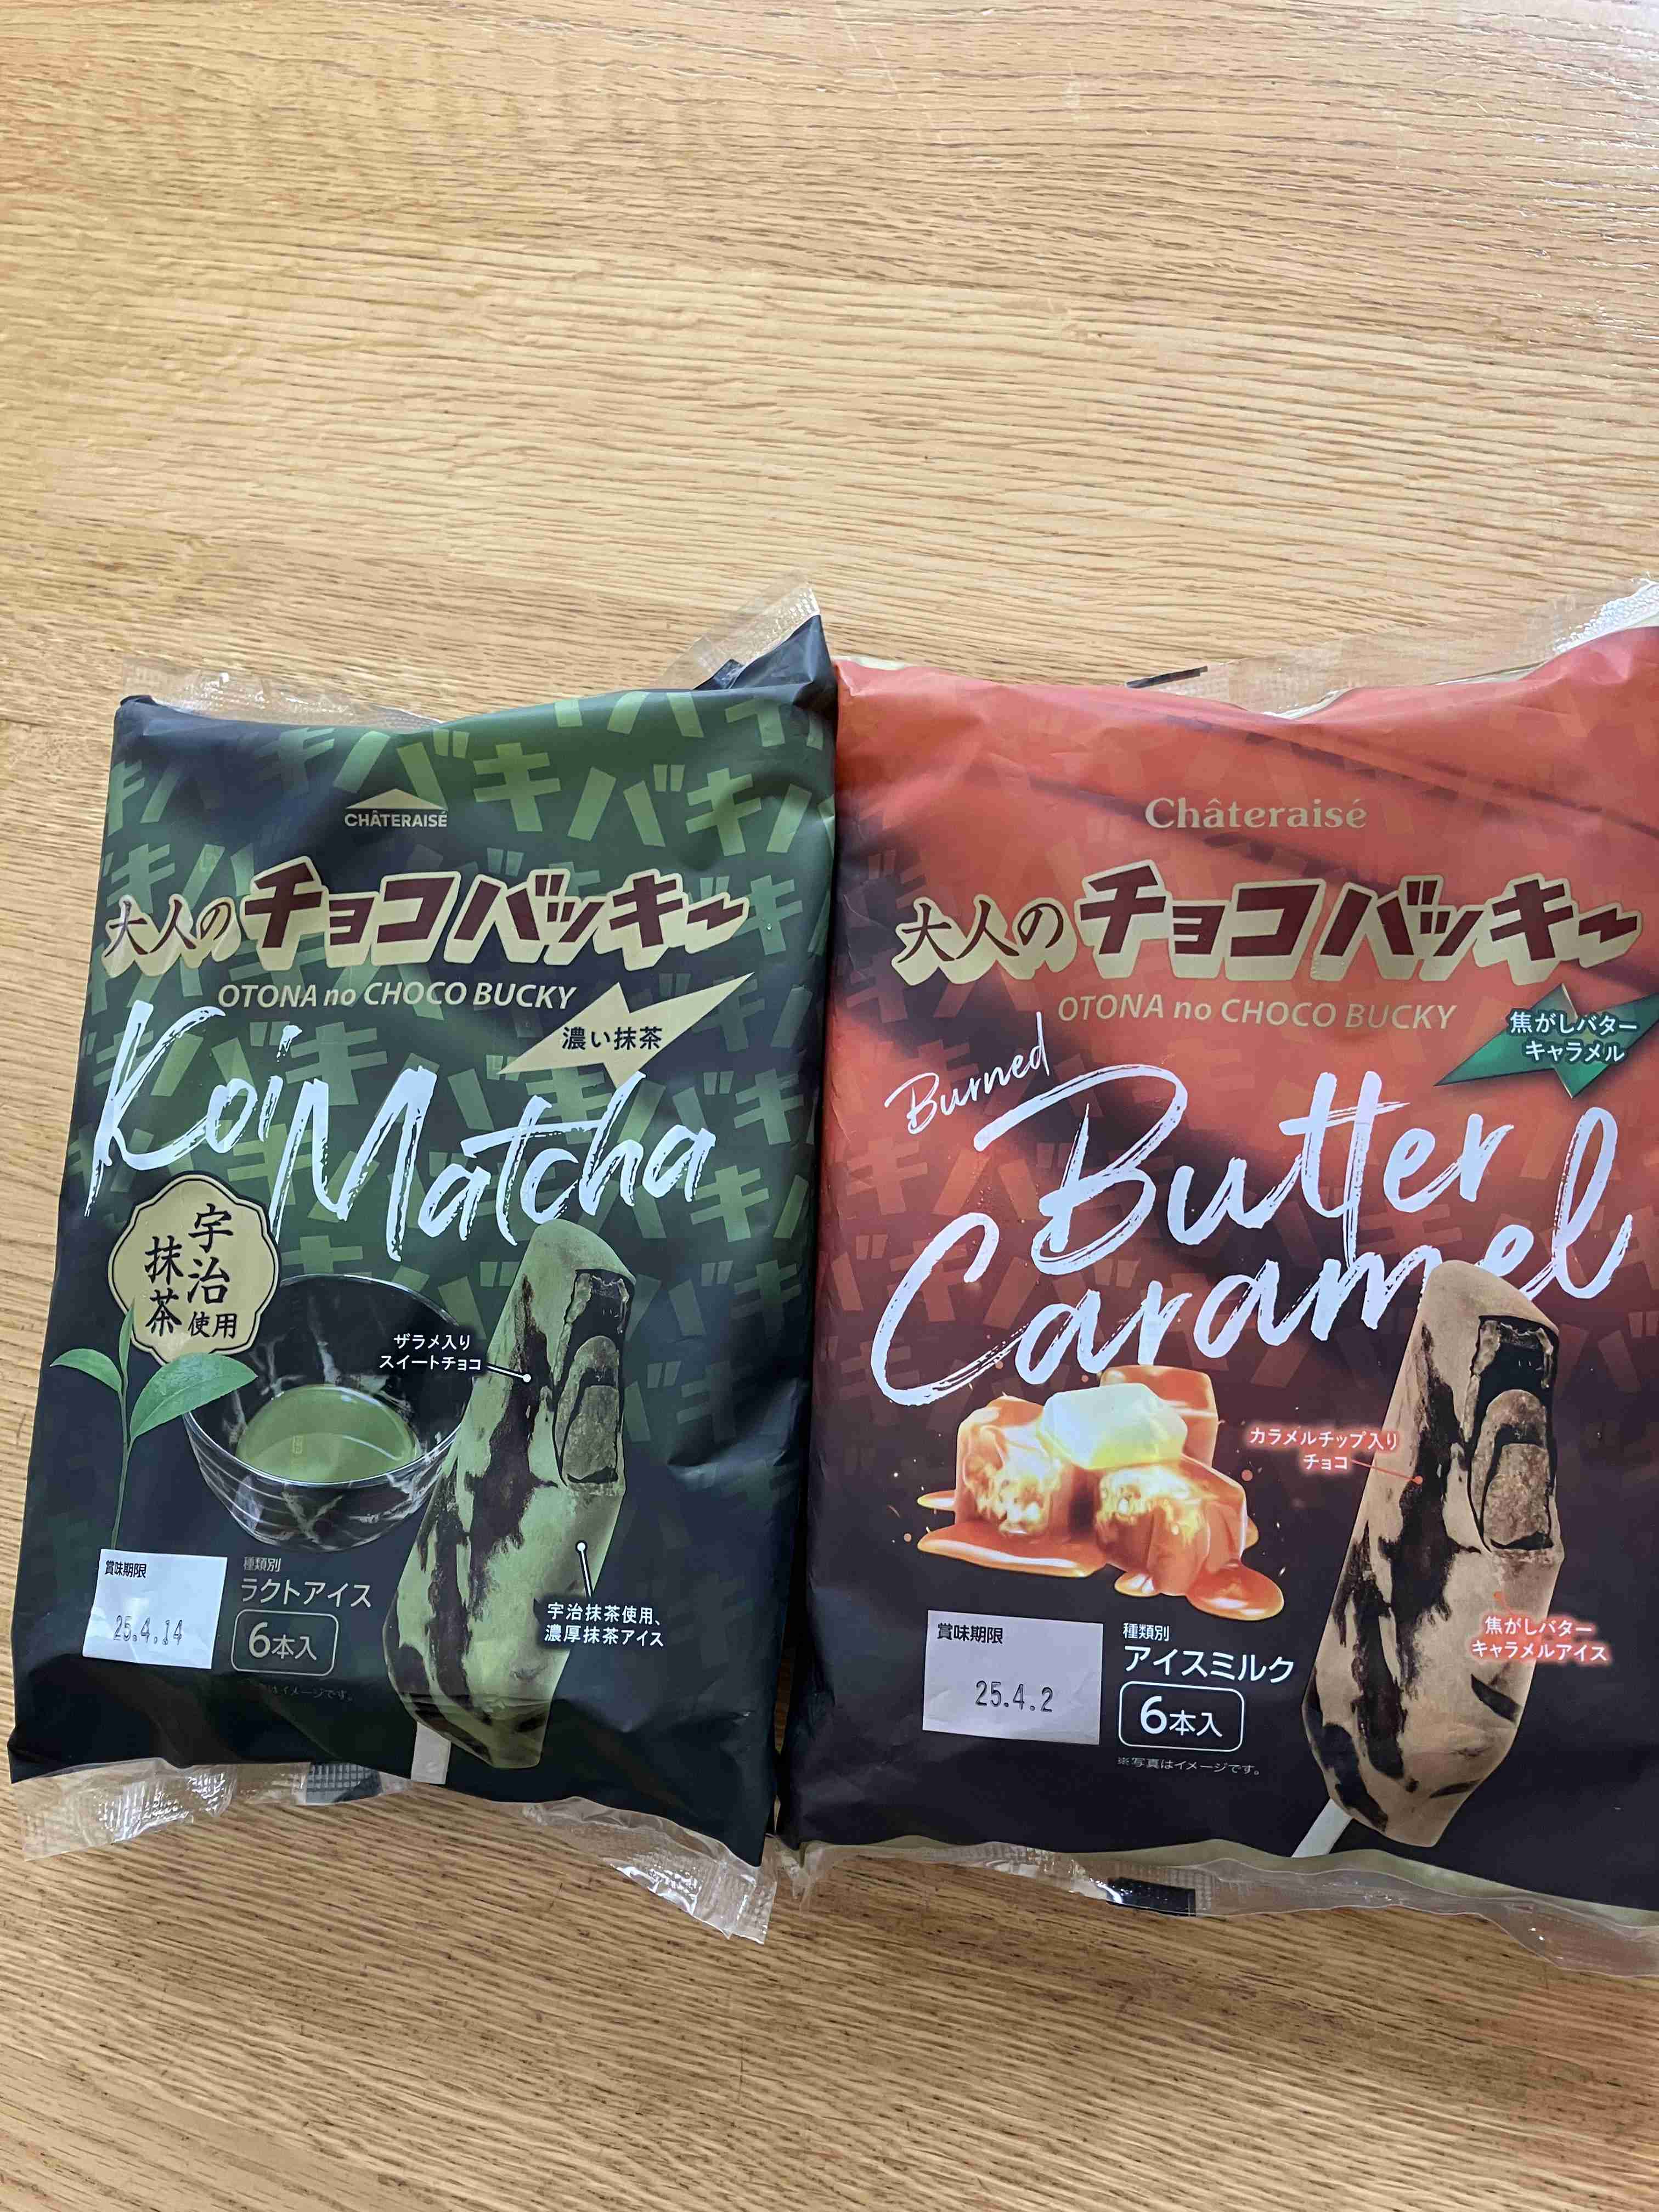 CHÂTERAISÉ
大人のチョコバッキー
OTONA no CHOCO BUCKY
濃い抹茶
Koi Matcha
宇治
抹茶使用
ザラメ入り
スイートチョコ
宇治抹茶使用、
濃厚抹茶アイス
賞味期限
25.4.14
種類別
ラクトアイス
6本入
はイメージです。
Châteraisé
大人のチョコバッキー
OTONA no CHOCO BUCKY
焦がしバター
キャラメル
Burned
Butter
Caramel
カラメルチップ入り
チョコ
焦がしバター
キャラメルアイス
賞味期限
25.4.2
種類別
アイスミルク
6本入
※写真はイメージです。